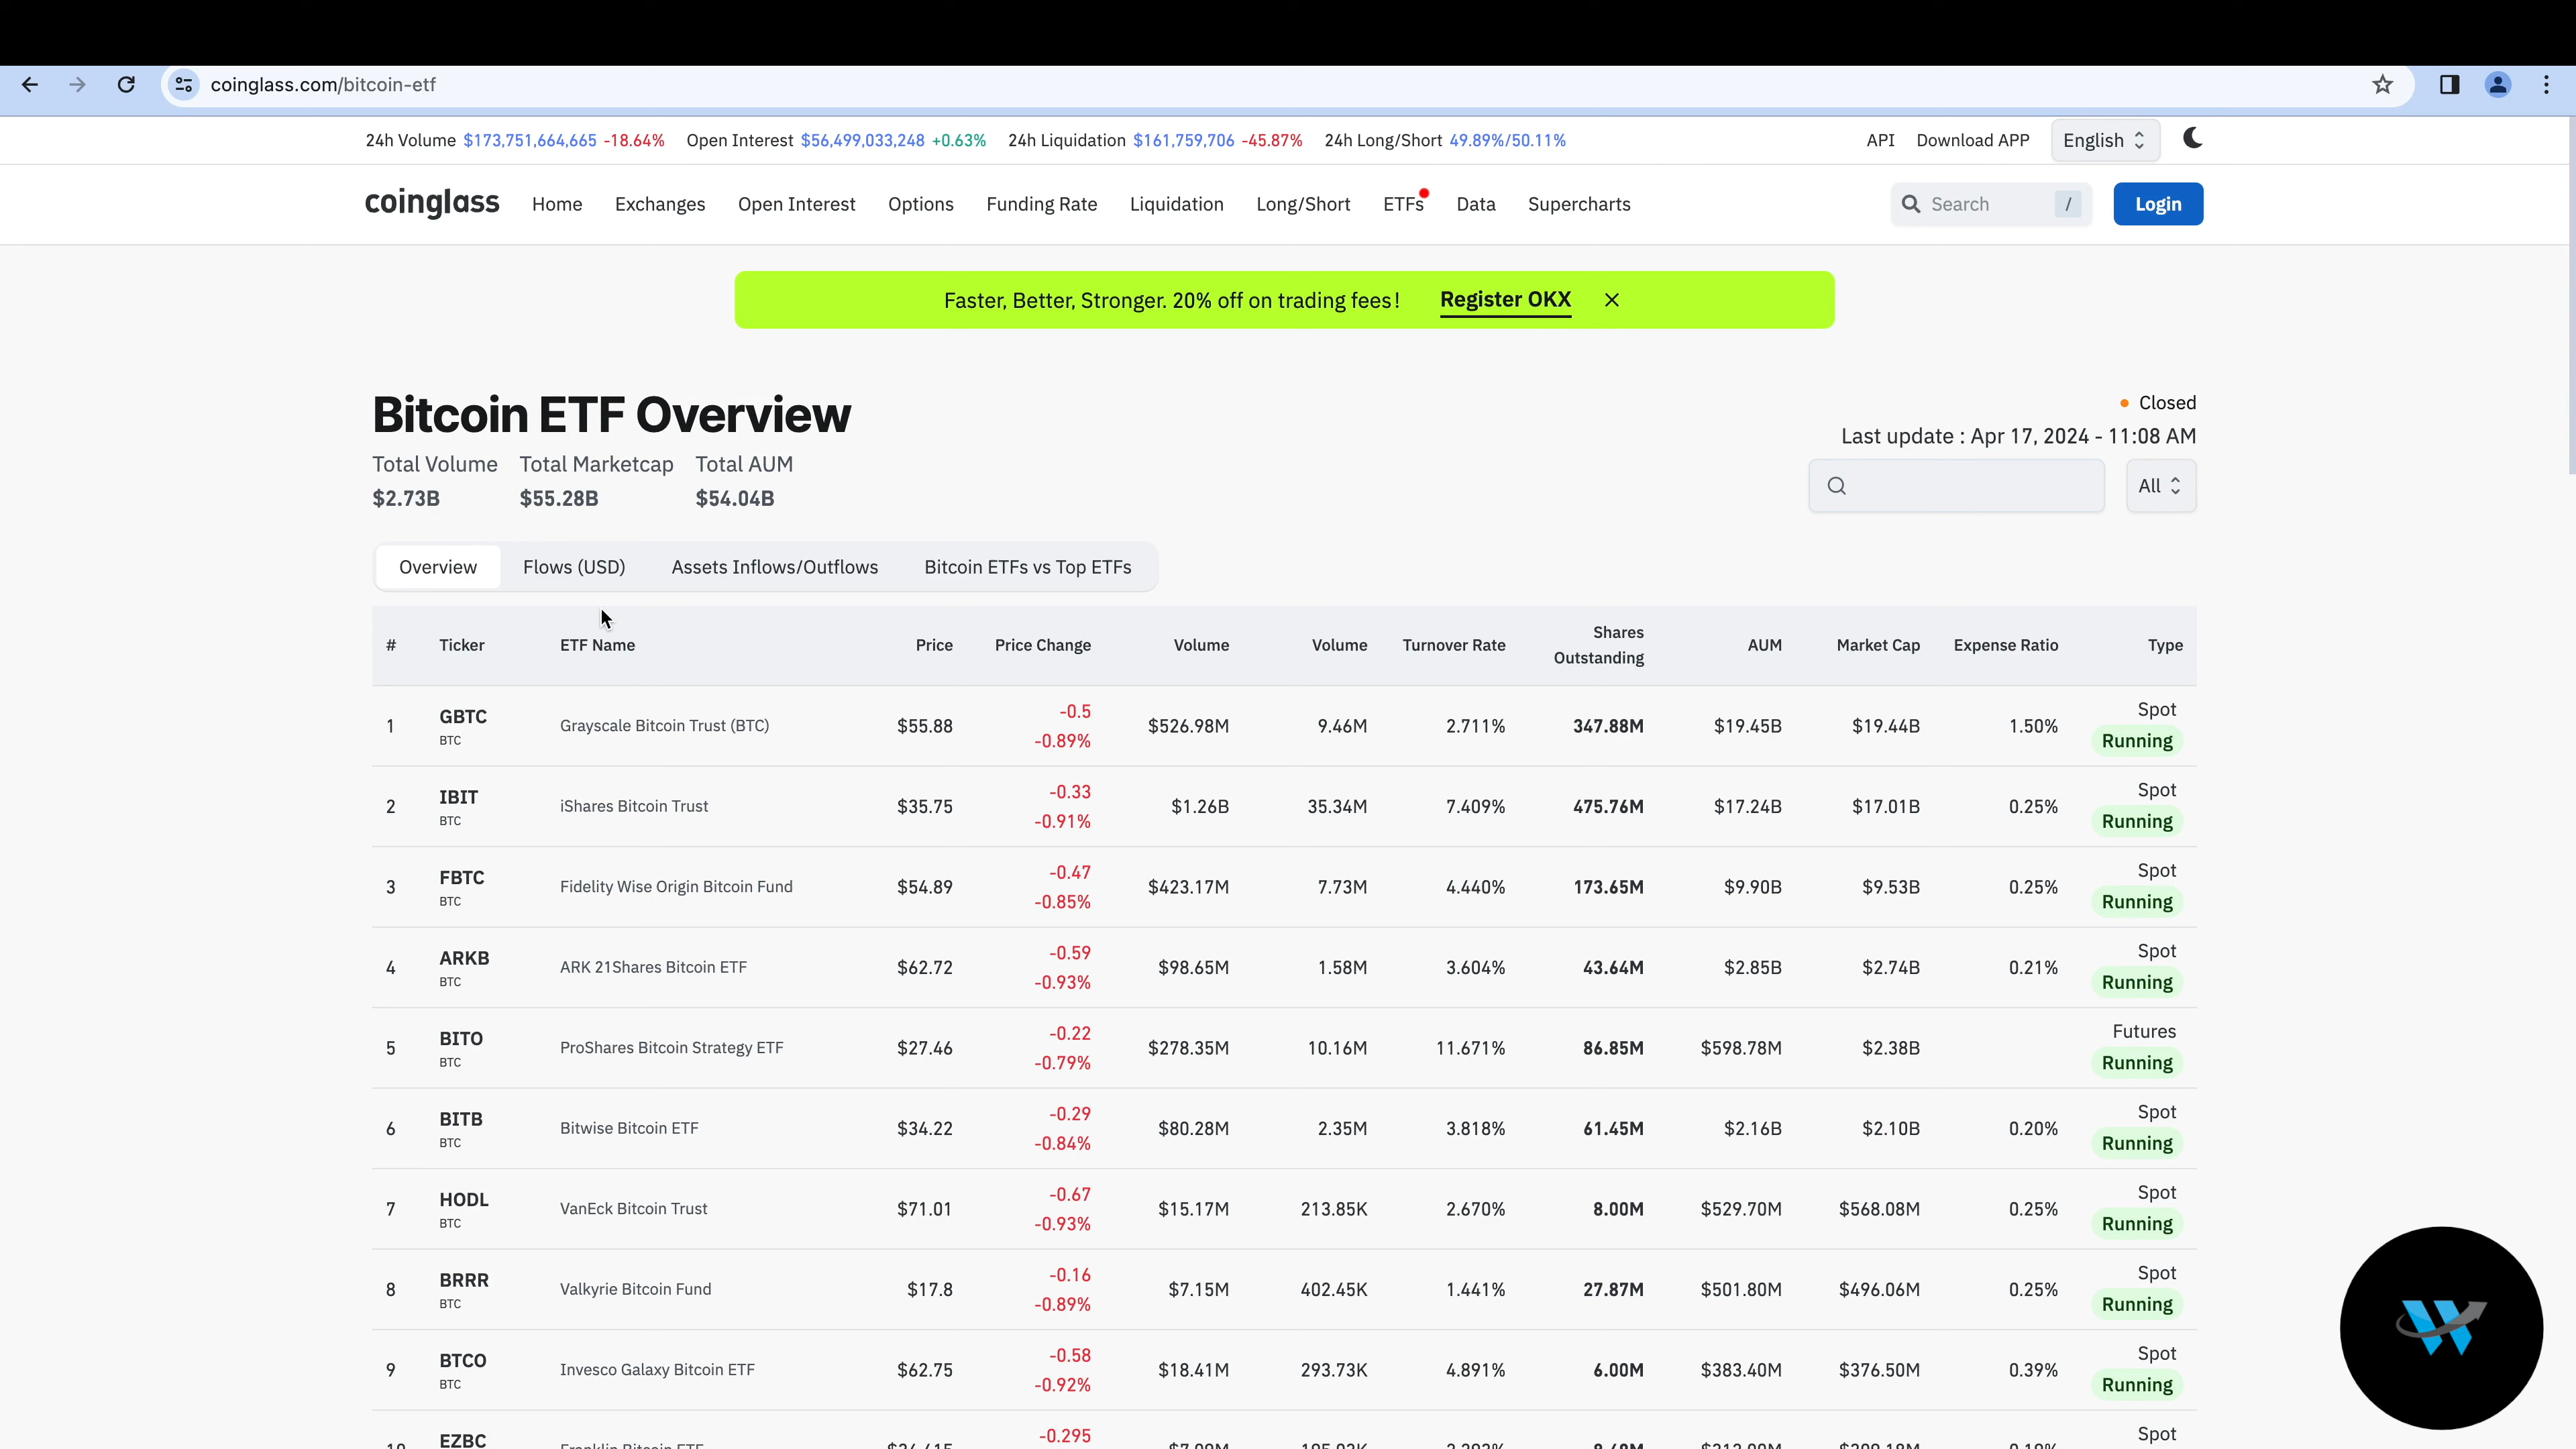 coinglass.com/bitcoin-etf
24h Volume $173,751,664,665 -18.64% Open Interest $56,499,033,248 +0.63% 24h Liquidation $161,759,706 -45.87% 24h Long/Short 49.89%/50.11% API Download APP English
coinglass Home Exchanges Open Interest Options Funding Rate Liquidation Long/Short ETFs Data Supercharts Search / Login
Faster, Better, Stronger. 20% off on trading fees! Register OKX
Bitcoin ETF Overview
Closed
Last update : Apr 17, 2024 - 11:08 AM
Total Volume Total Marketcap Total AUM
$2.73B $55.28B $54.04B
All
Overview Flows (USD) Assets Inflows/Outflows Bitcoin ETFs vs Top ETFs
# Ticker ETF Name Price Price Change Volume Volume Turnover Rate Shares Outstanding AUM Market Cap Expense Ratio Type
1 GBTC BTC Grayscale Bitcoin Trust (BTC) $55.88 -0.5 -0.89% $526.98M 9.46M 2.711% 347.88M $19.45B $19.44B 1.50% Spot Running
2 IBIT BTC iShares Bitcoin Trust $35.75 -0.33 -0.91% $1.26B 35.34M 7.409% 475.76M $17.24B $17.01B 0.25% Spot Running
3 FBTC BTC Fidelity Wise Origin Bitcoin Fund $54.89 -0.47 -0.85% $423.17M 7.73M 4.440% 173.65M $9.90B $9.53B 0.25% Spot Running
4 ARKB BTC ARK 21Shares Bitcoin ETF $62.72 -0.59 -0.93% $98.65M 1.58M 3.604% 43.64M $2.85B $2.74B 0.21% Spot Running
5 BITO BTC ProShares Bitcoin Strategy ETF $27.46 -0.22 -0.79% $278.35M 10.16M 11.671% 86.85M $598.78M $2.38B Futures Running
6 BITB BTC Bitwise Bitcoin ETF $34.22 -0.29 -0.84% $80.28M 2.35M 3.818% 61.45M $2.16B $2.10B 0.20% Spot Running
7 HODL BTC VanEck Bitcoin Trust $71.01 -0.67 -0.93% $15.17M 213.85K 2.670% 8.00M $529.70M $568.08M 0.25% Spot Running
8 BRRR BTC Valkyrie Bitcoin Fund $17.8 -0.16 -0.89% $7.15M 402.45K 1.441% 27.87M $501.80M $496.06M 0.25% Spot Running
9 BTCO BTC Invesco Galaxy Bitcoin ETF $62.75 -0.58 -0.92% $18.41M 293.73K 4.891% 6.00M $383.40M $376.50M 0.39% Spot Running
EZBC -0.295 Spot